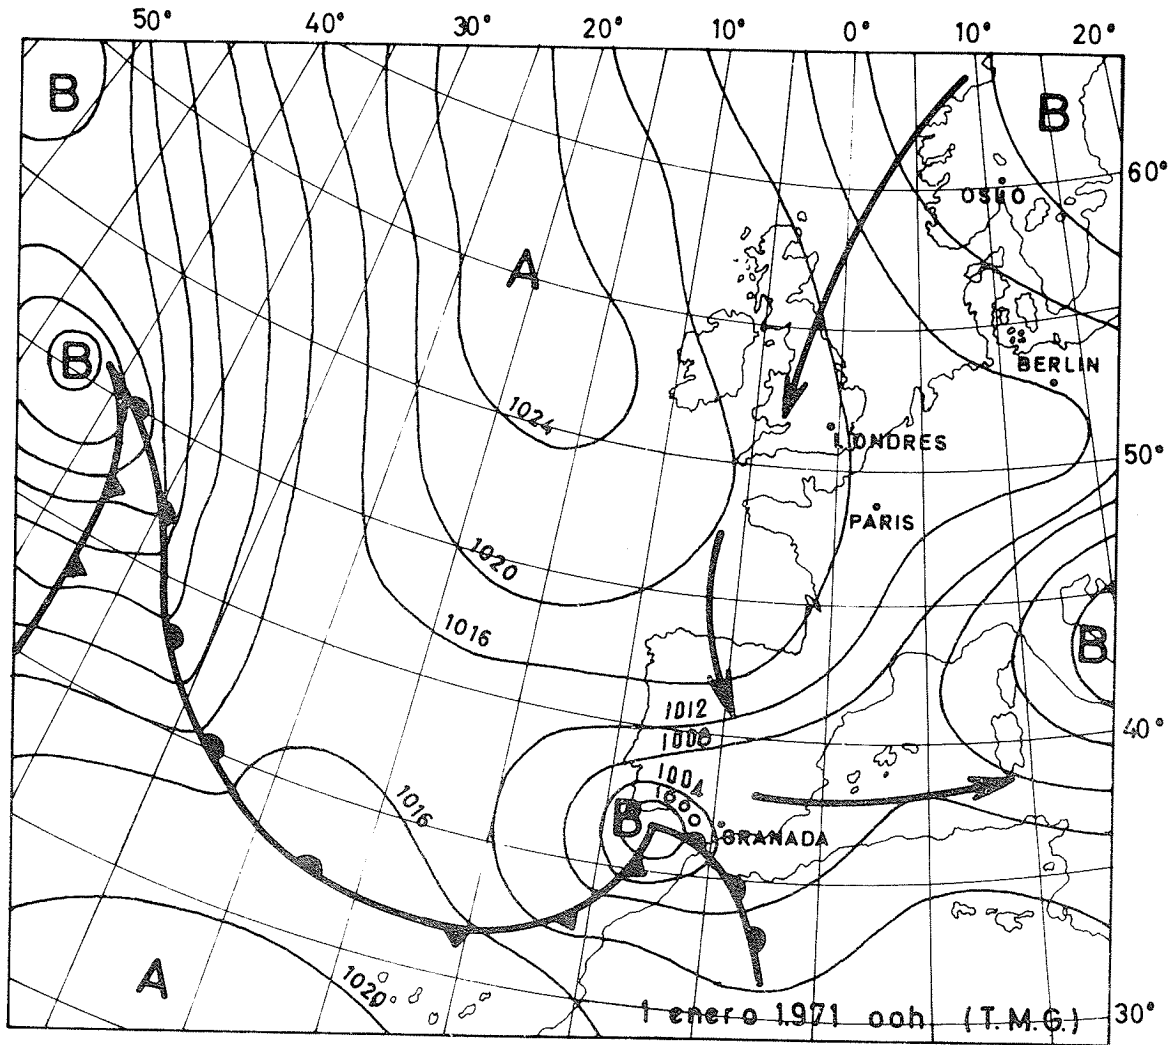 50° 40° 30° 20° 10° 0° 10° 20°
B
B
60°
OSLO
A
B
BERLIN
1024
LONDRES
50°
PARIS
1020
1016
B
1012
1008
40°
1004
1016
1000
B
GRANADA
A
1020
1 enero 1.971 ooh (T.M.G.)
30°